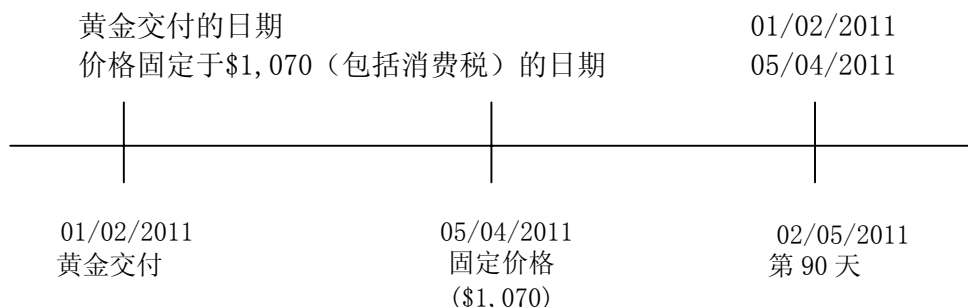 黄金交付的日期 01/02/2011
价格固定于$1,070（包括消费税）的日期 05/04/2011
01/02/2011 05/04/2011 02/05/2011
黄金交付 固定价格 第 90 天
($1,070)